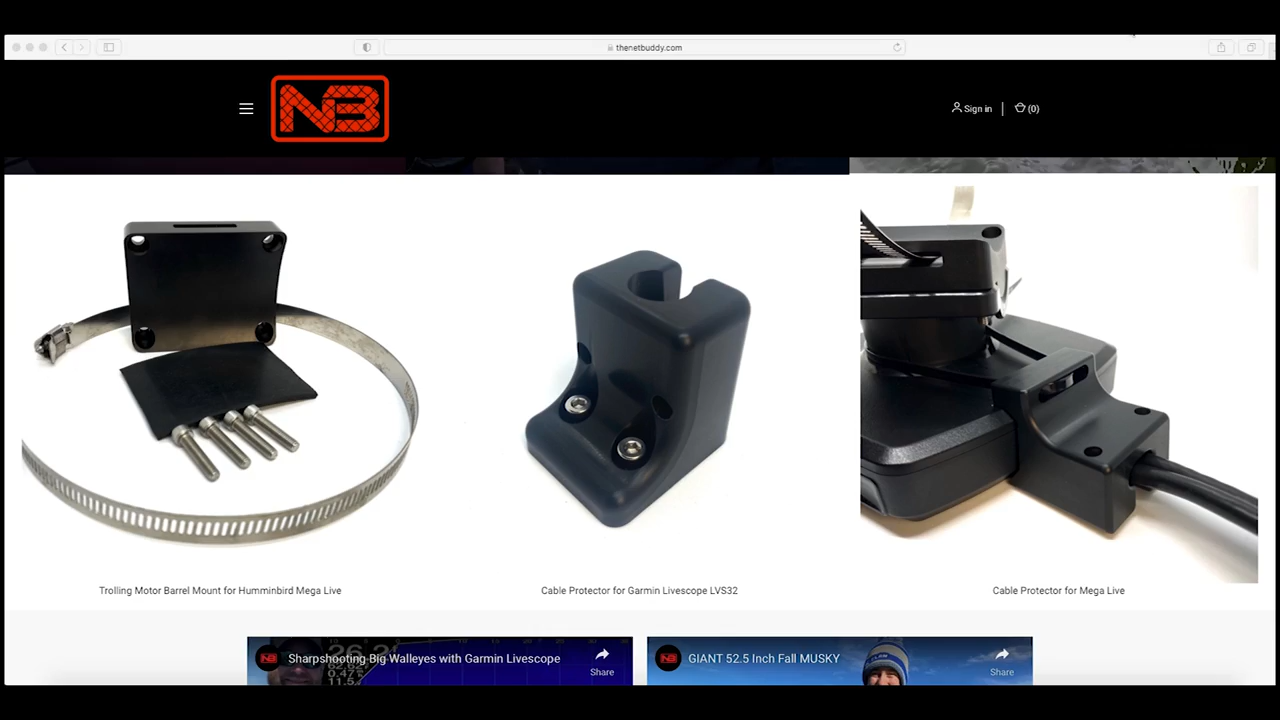 thenetbuddy.com
NB
Sign in | (0)
Trolling Motor Barrel Mount for Humminbird Mega Live
Cable Protector for Garmin Livescope LVS32
Cable Protector for Mega Live
NB
Sharpshooting Big Walleyes with Garmin Livescope
Share
NB
GIANT 52.5 Inch Fall MUSKY
Share